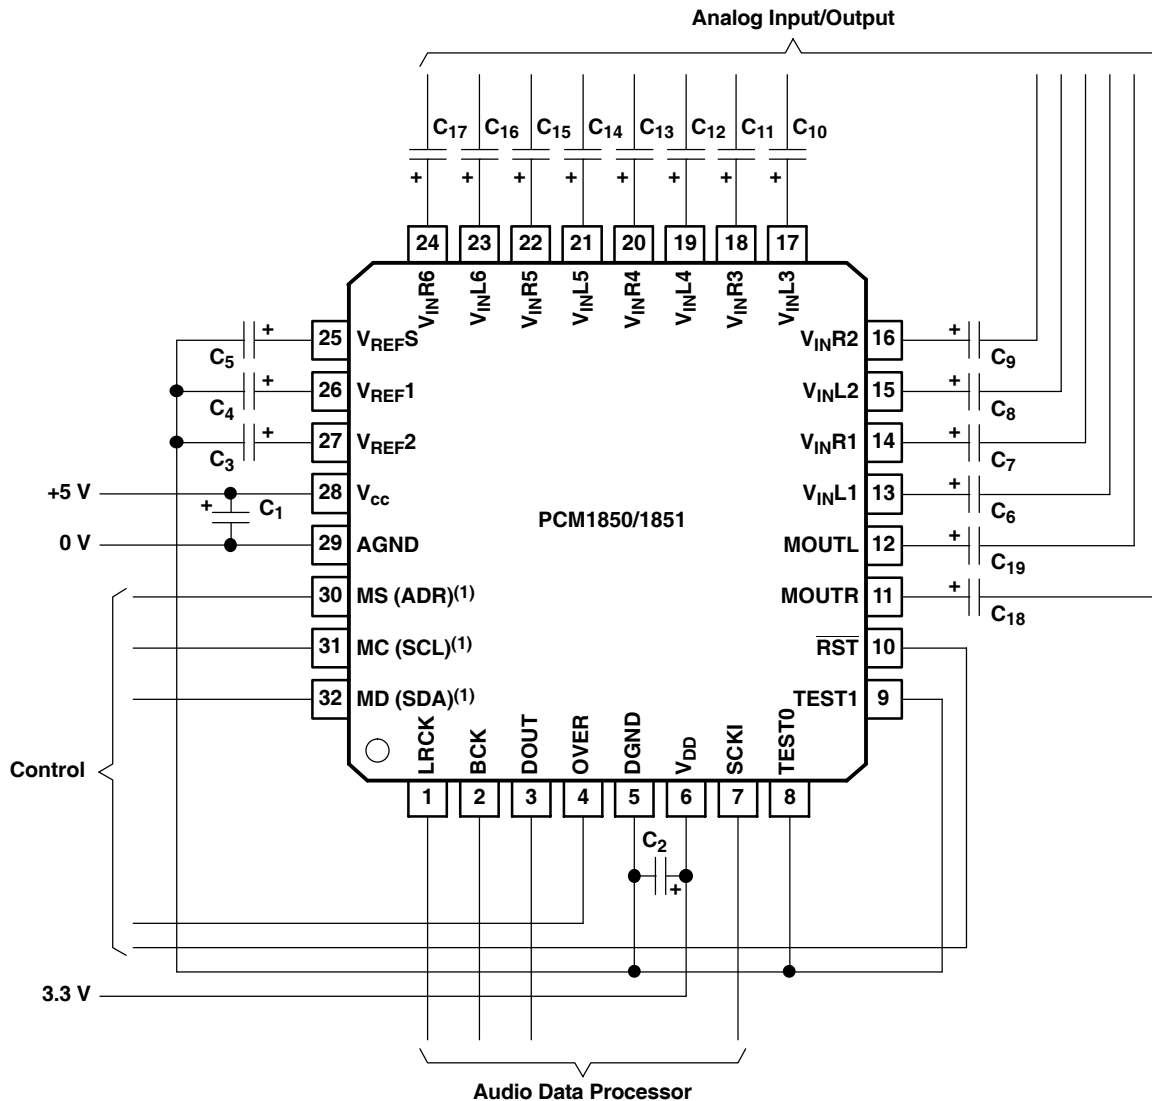 Analog Input/Output
C17 C16 C15 C14 C13 C12 C11 C10
+ + + + + + + +
24 23 22 21 20 19 18 17
VINR6 VINL6 VINR5 VINL5 VINR4 VINL4 VINR3 VINL3
C5 + 25 VREFS
C4 + 26 VREF1
C3 + 27 VREF2
+5 V 28 Vcc
+ C1
0 V 29 AGND
30 MS (ADR)(1)
31 MC (SCL)(1)
32 MD (SDA)(1)
PCM1850/1851
VINR2 16 + C9
VINL2 15 + C8
VINR1 14 + C7
VINL1 13 + C6
MOUTL 12 + C19
MOUTR 11 + C18
RST 10
TEST1 9
LRCK BCK DOUT OVER DGND VDD SCKI TEST0
1 2 3 4 5 6 7 8
Control
C2
+
3.3 V
Audio Data Processor